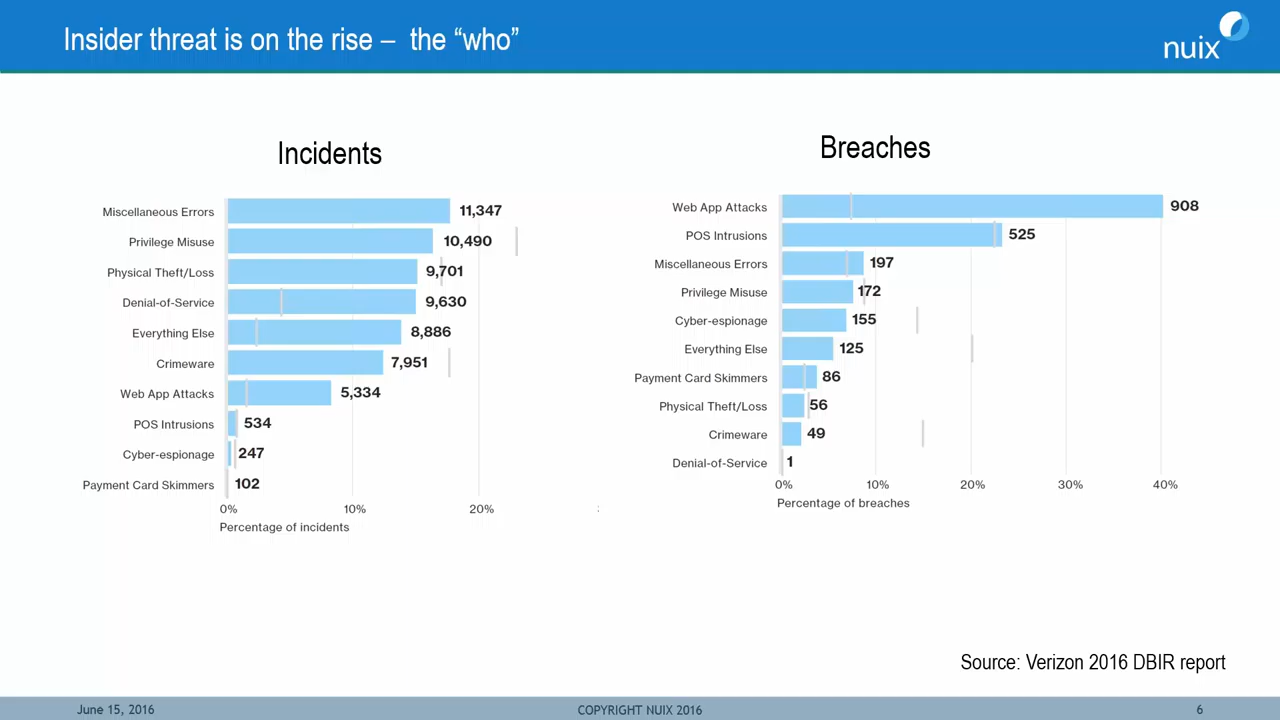 Insider threat is on the rise – the “who”
nuix
Incidents
Miscellaneous Errors 11,347
Privilege Misuse 10,490
Physical Theft/Loss 9,701
Denial-of-Service 9,630
Everything Else 8,886
Crimeware 7,951
Web App Attacks 5,334
POS Intrusions 534
Cyber-espionage 247
Payment Card Skimmers 102
0% 10% 20%
Percentage of incidents
Breaches
Web App Attacks 908
POS Intrusions 525
Miscellaneous Errors 197
Privilege Misuse 172
Cyber-espionage 155
Everything Else 125
Payment Card Skimmers 86
Physical Theft/Loss 56
Crimeware 49
Denial-of-Service 1
0% 10% 20% 30% 40%
Percentage of breaches
Source: Verizon 2016 DBIR report
June 15, 2016 COPYRIGHT NUIX 2016 6